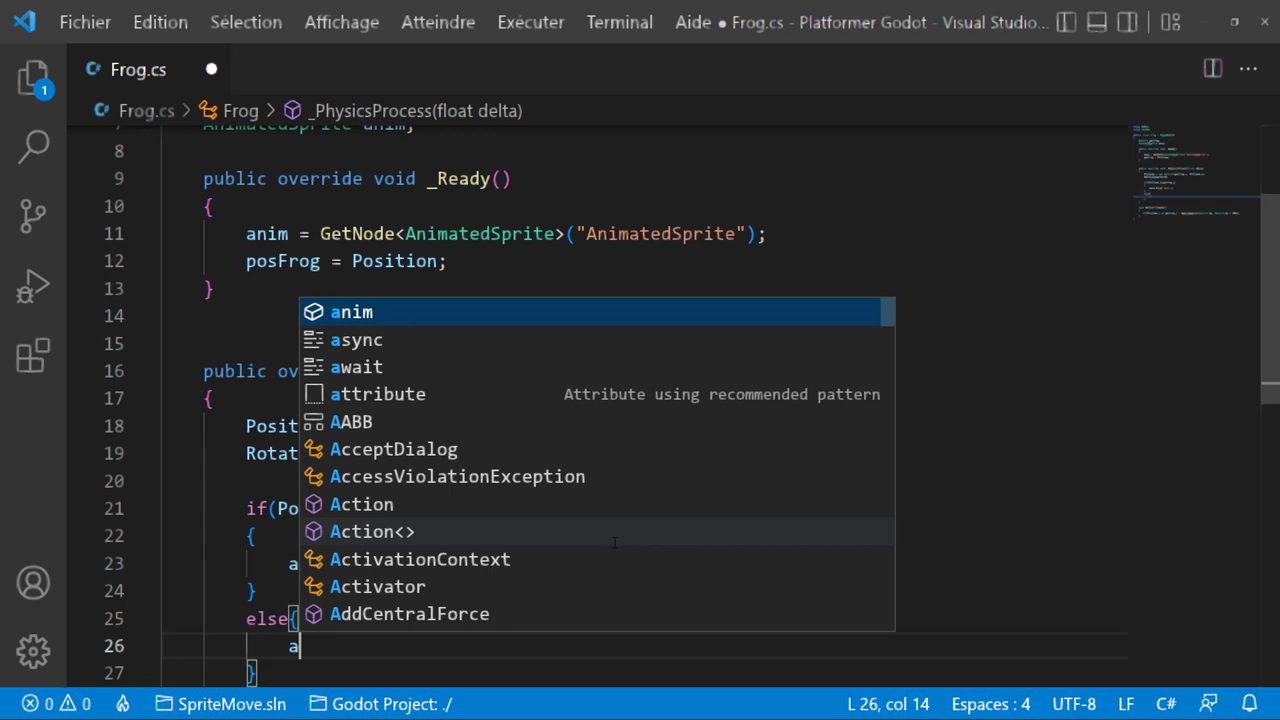 Fichier Edition Sélection Affichage Atteindre Exécuter Terminal Aide ● Frog.cs - Platformer Godot - Visual Studio...
Frog.cs
Frog.cs > Frog > _PhysicsProcess(float delta)
7 AnimatedSprite anim;
8
9 public override void _Ready()
10 {
11 anim = GetNode<AnimatedSprite>("AnimatedSprite");
12 posFrog = Position;
13 }
14
15
16 public ov
17 {
18 Posit
19 Rotat
20
21 if(Po
22 {
23 a
24 }
25 else{
26 a
27 }
anim
async
await
attribute Attribute using recommended pattern
AABB
AcceptDialog
AccessViolationException
Action
Action<>
ActivationContext
Activator
AddCentralForce
1
0 0 SpriteMove.sln Godot Project: ./ L 26, col 14 Espaces : 4 UTF-8 LF C#